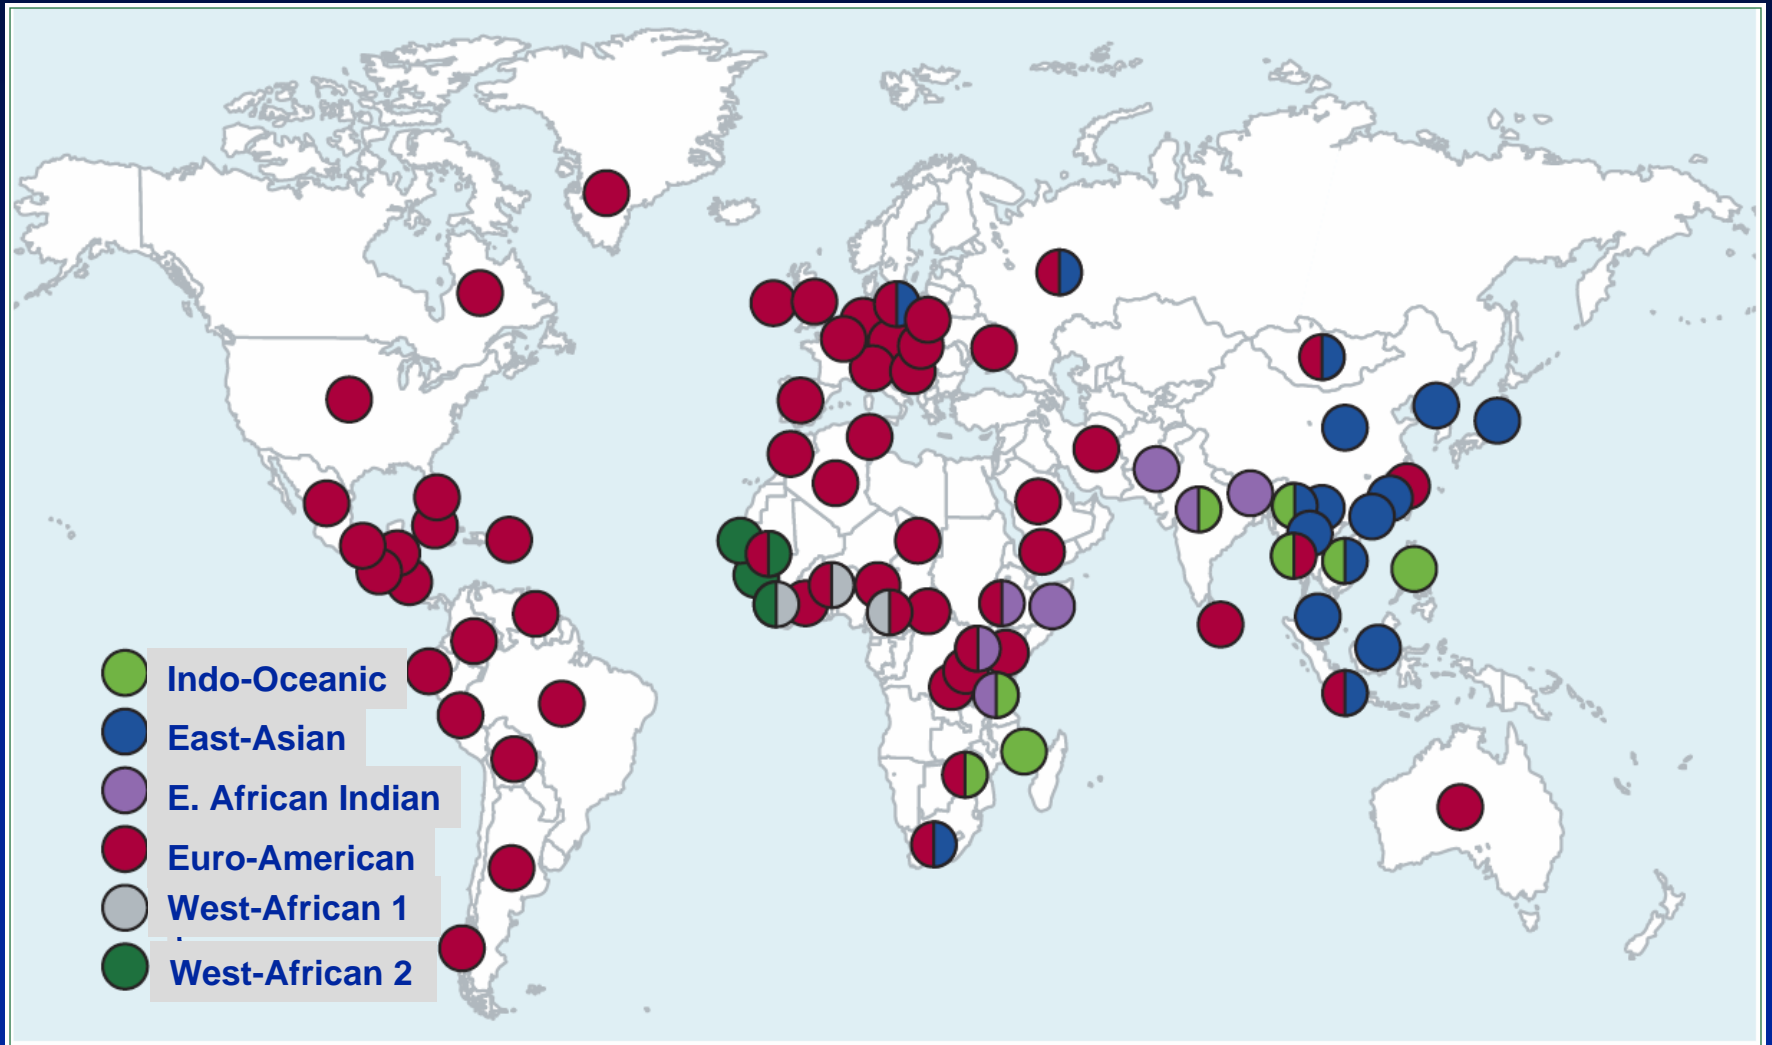 Indo-Oceanic
East-Asian
E. African Indian
Euro-American
West-African 1
West-African 2